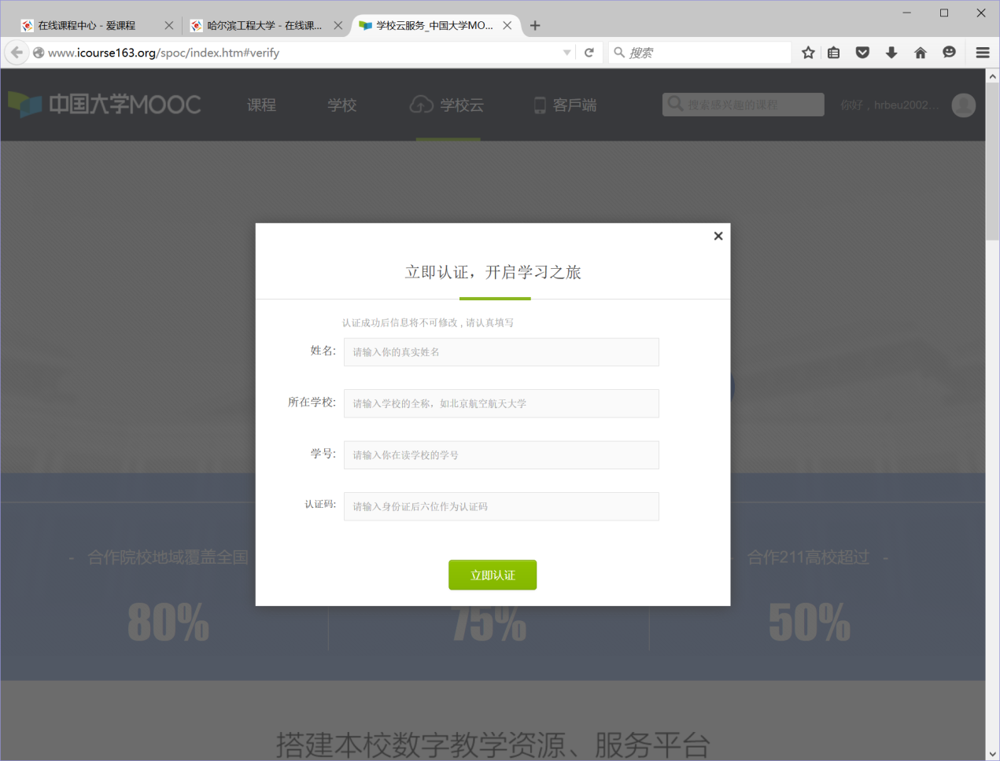 在线课程中心 - 爱课程
哈尔滨工程大学 - 在线课...
学校云服务_中国大学MO...
www.icourse163.org/spoc/index.htm#verify
搜索
中国大学MOOC
课程
学校
学校云
客戶端
搜索感兴趣的课程
你好，hrbeu2002...
立即认证，开启学习之旅
认证成功后信息将不可修改，请认真填写
姓名:
请输入你的真实姓名
所在学校:
请输入学校的全称，如北京航空航天大学
学号:
请输入你在读学校的学号
认证码:
请输入身份证后六位作为认证码
立即认证
- 合作院校地域覆盖全国
- 合作211高校超过 -
80%
75%
50%
搭建本校数字教学资源、服务平台